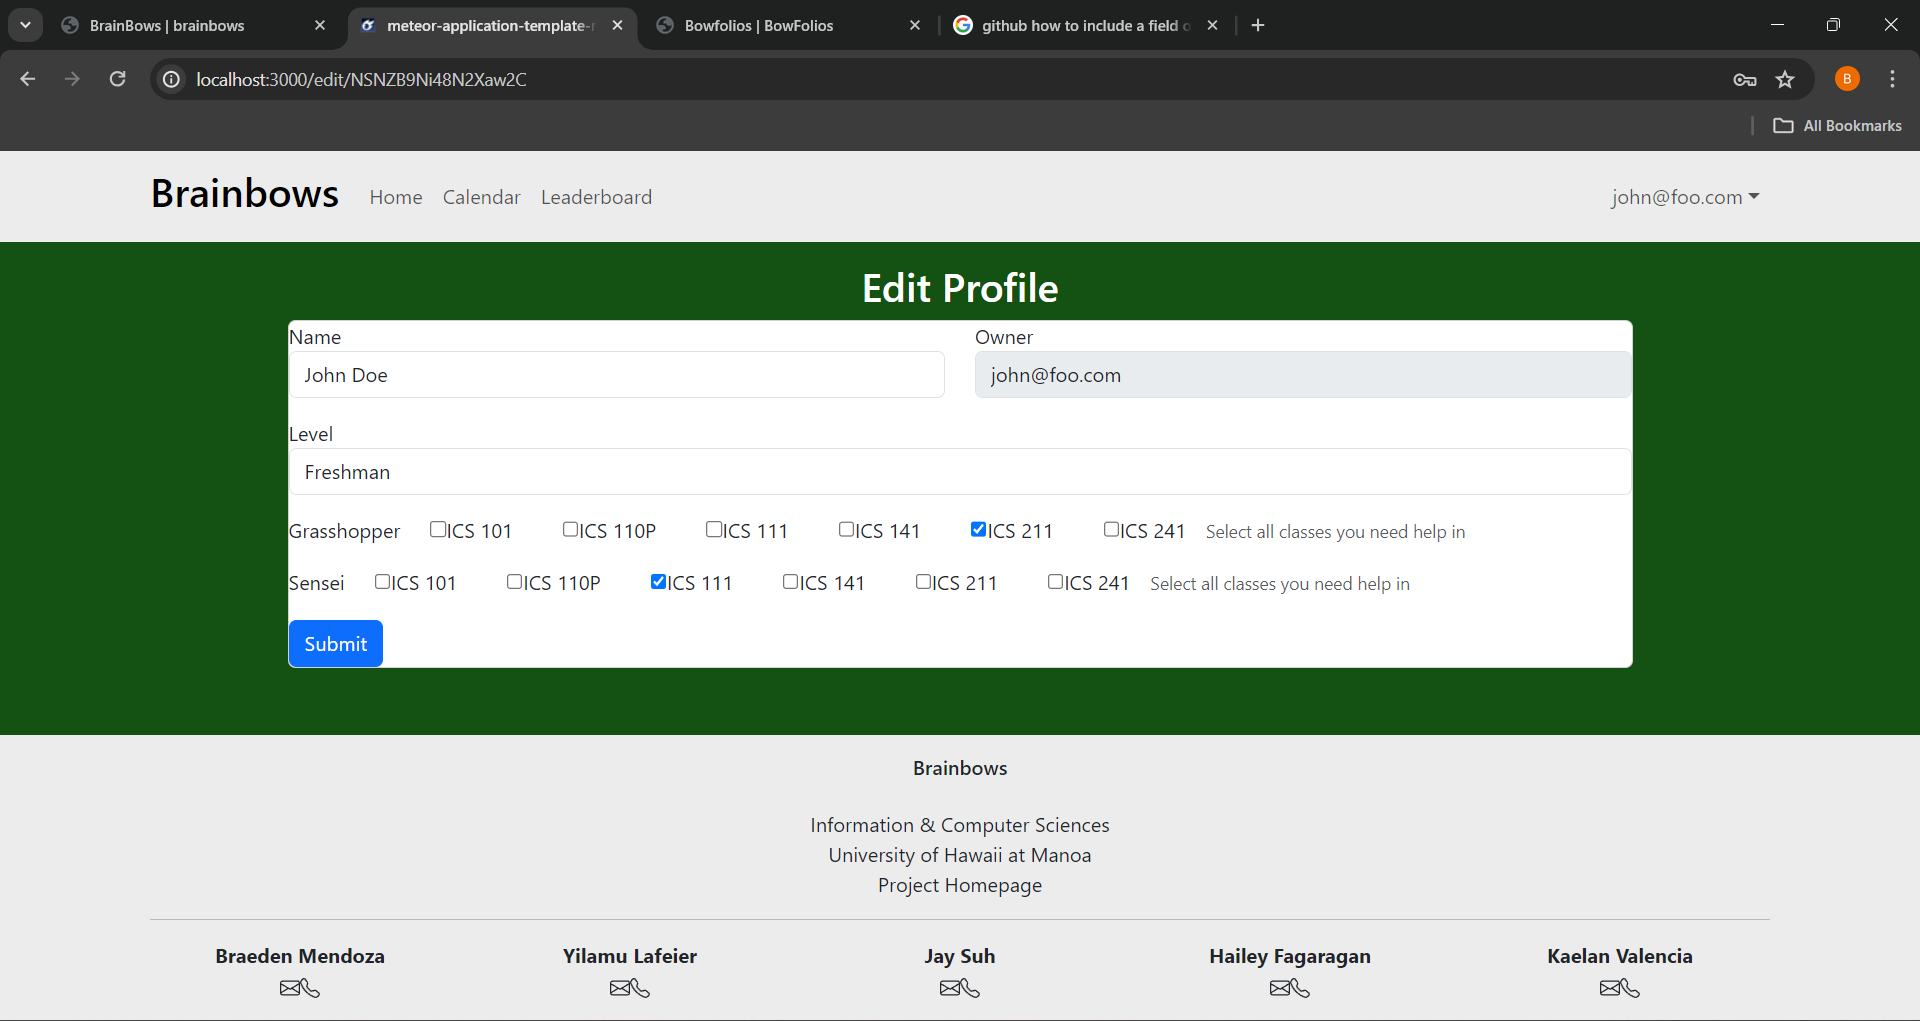 BrainBows | brainbows
meteor-application-template-r
Bowfolios | BowFolios
github how to include a field o
localhost:3000/edit/NSNZB9Ni48N2Xaw2C
B
All Bookmarks
Brainbows Home Calendar Leaderboard john@foo.com
Edit Profile
Name Owner
John Doe john@foo.com
Level
Freshman
Grasshopper ICS 101 ICS 110P ICS 111 ICS 141 ICS 211 ICS 241 Select all classes you need help in
Sensei ICS 101 ICS 110P ICS 111 ICS 141 ICS 211 ICS 241 Select all classes you need help in
Submit
Brainbows
Information & Computer Sciences
University of Hawaii at Manoa
Project Homepage
Braeden Mendoza Yilamu Lafeier Jay Suh Hailey Fagaragan Kaelan Valencia